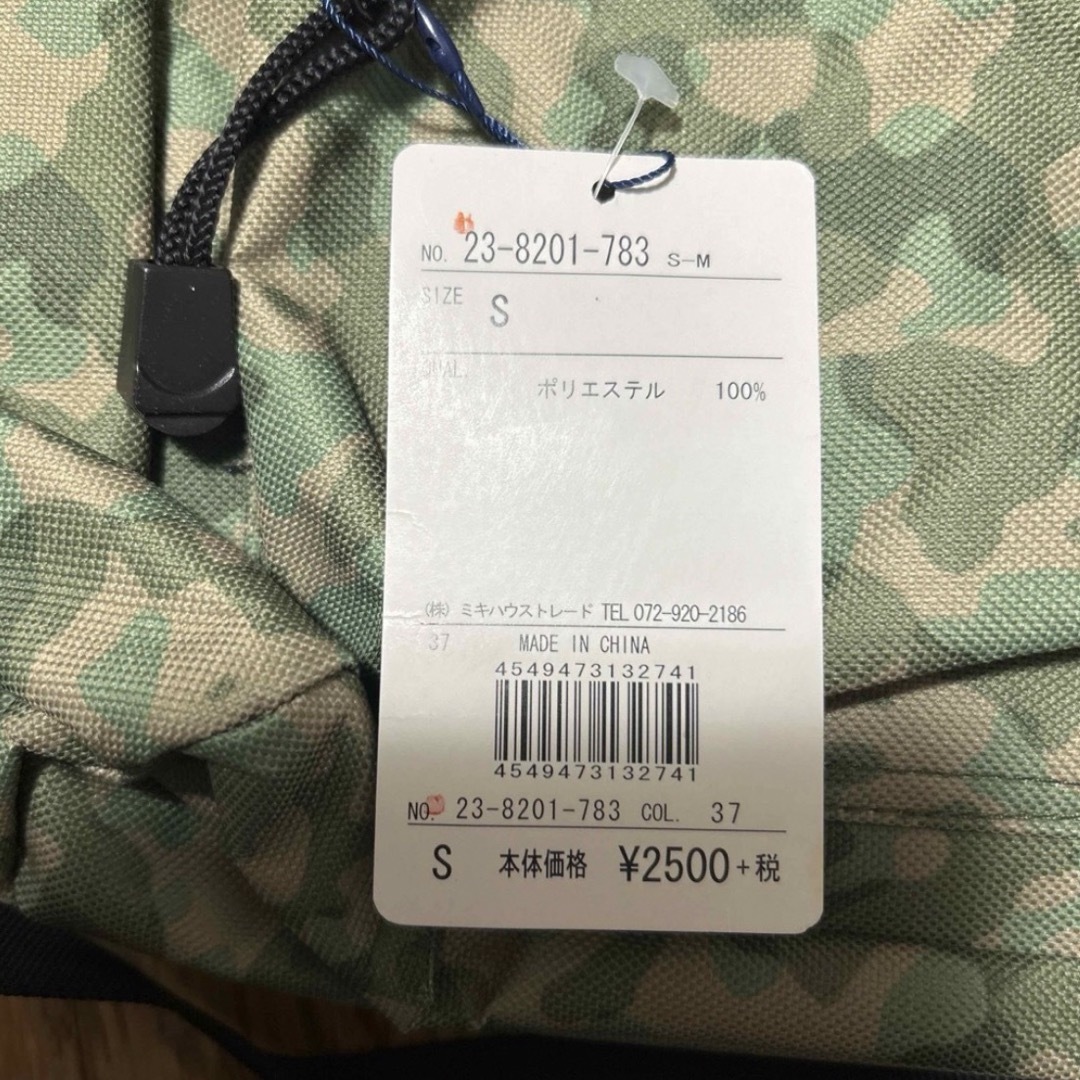 NO. 23-8201-783 S-M
SIZE S
QUAL.
ポリエステル 100%
(株) ミキハウストレード TEL 072-920-2186
37 MADE IN CHINA
4549473132741
4549473132741
NO. 23-8201-783 COL. 37
S 本体価格 ¥2500+税